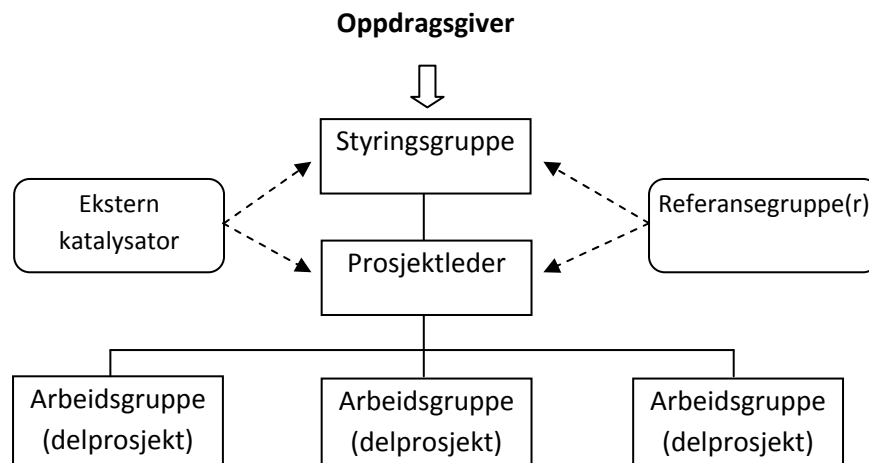 Oppdragsgiver
Styringsgruppe
Ekstern
katalysator
Referansegruppe(r)
Prosjektleder
Arbeidsgruppe
(delprosjekt)
Arbeidsgruppe
(delprosjekt)
Arbeidsgruppe
(delprosjekt)